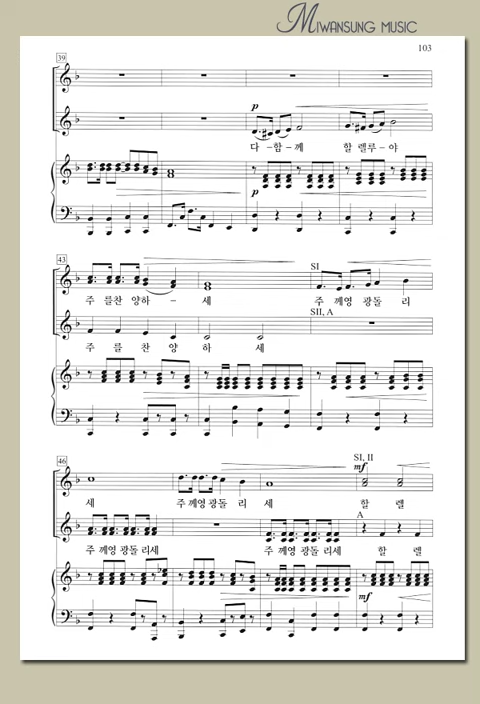 MIWANSUNG MUSIC
103
39
p
다-함-께 할 렐루-야
p
43
SI
주 를찬 양하 - 세 주 께영 광돌 리
SII, A
주 를 찬 양 하 세
46
SI, II
mf
세 주 께영 광돌 리 세 할 렐
A
주 께영 광돌 리세 주 께영 광돌 리세 할 렐
mf